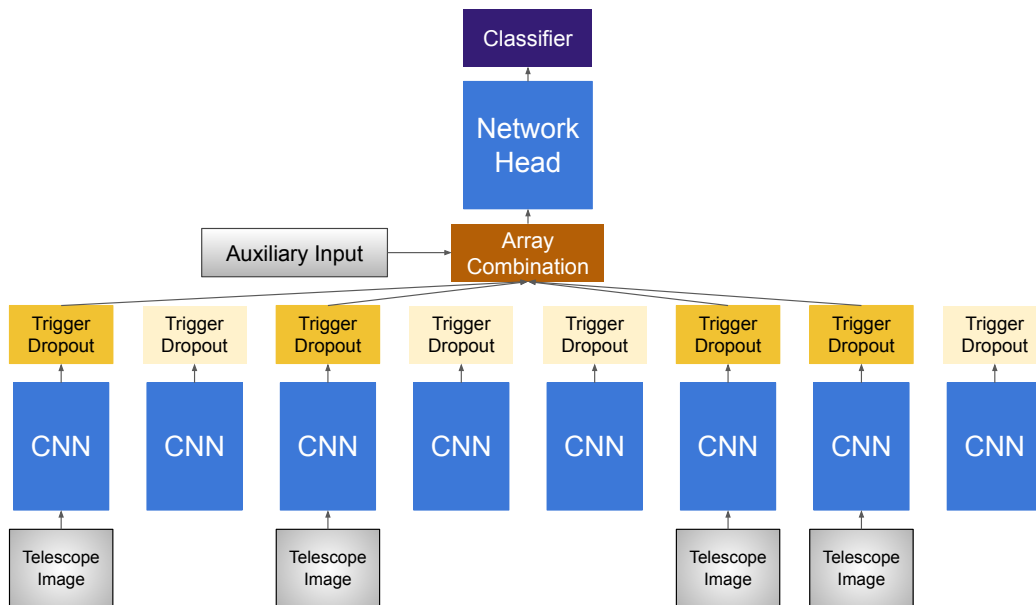 Classifier
Network
Head
Auxiliary Input
Array
Combination
Trigger
Dropout
Trigger
Dropout
Trigger
Dropout
Trigger
Dropout
Trigger
Dropout
Trigger
Dropout
Trigger
Dropout
Trigger
Dropout
CNN
CNN
CNN
CNN
CNN
CNN
CNN
CNN
Telescope
Image
Telescope
Image
Telescope
Image
Telescope
Image